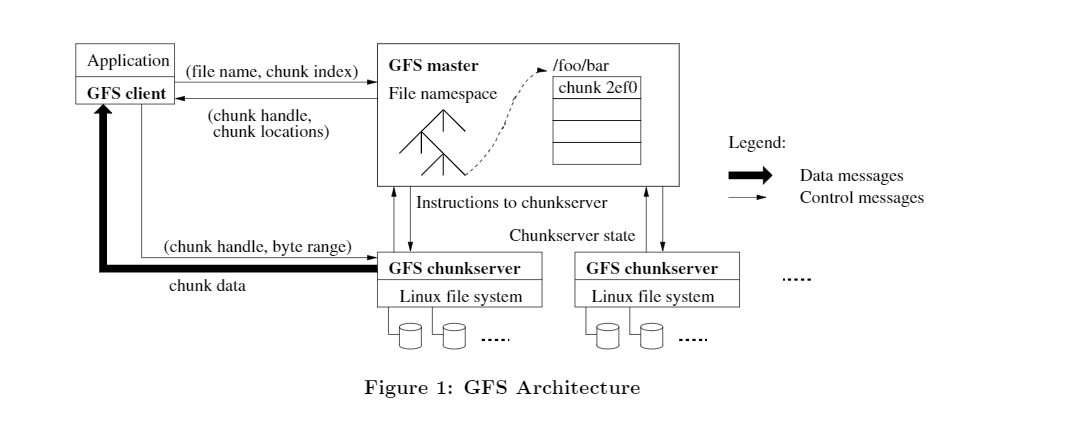 Application
GFS client
(file name, chunk index)
(chunk handle,
chunk locations)
GFS master
File namespace
/foo/bar
chunk 2ef0
Legend:
Data messages
Control messages
Instructions to chunkserver
Chunkserver state
(chunk handle, byte range)
chunk data
GFS chunkserver
Linux file system
GFS chunkserver
Linux file system
Figure 1: GFS Architecture